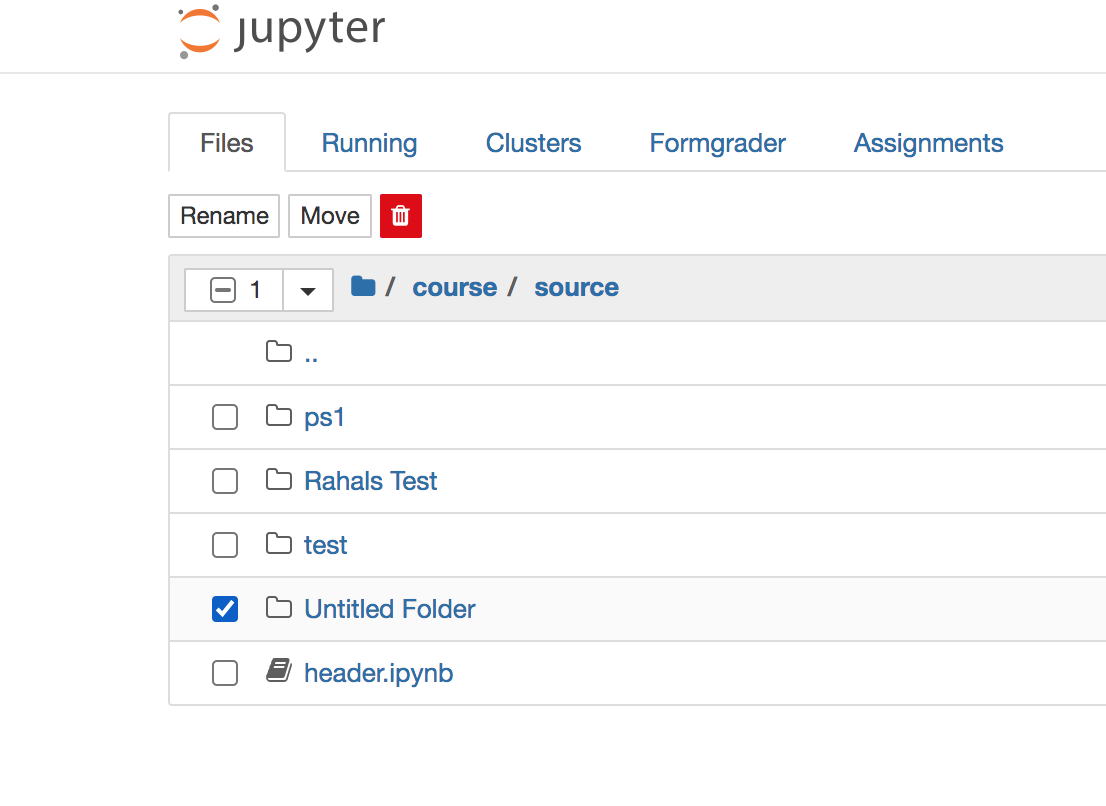 jupyter
Files Running Clusters Formgrader Assignments
Rename Move
1 / course / source
..
ps1
Rahals Test
test
Untitled Folder
header.ipynb